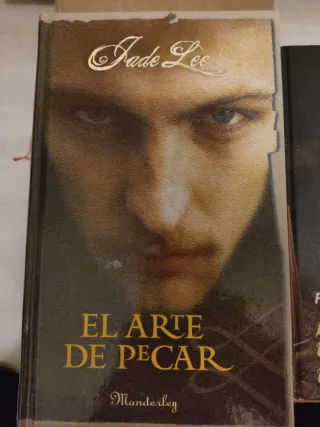 Jade Lee
EL ARTE
DE PECAR
Manderley